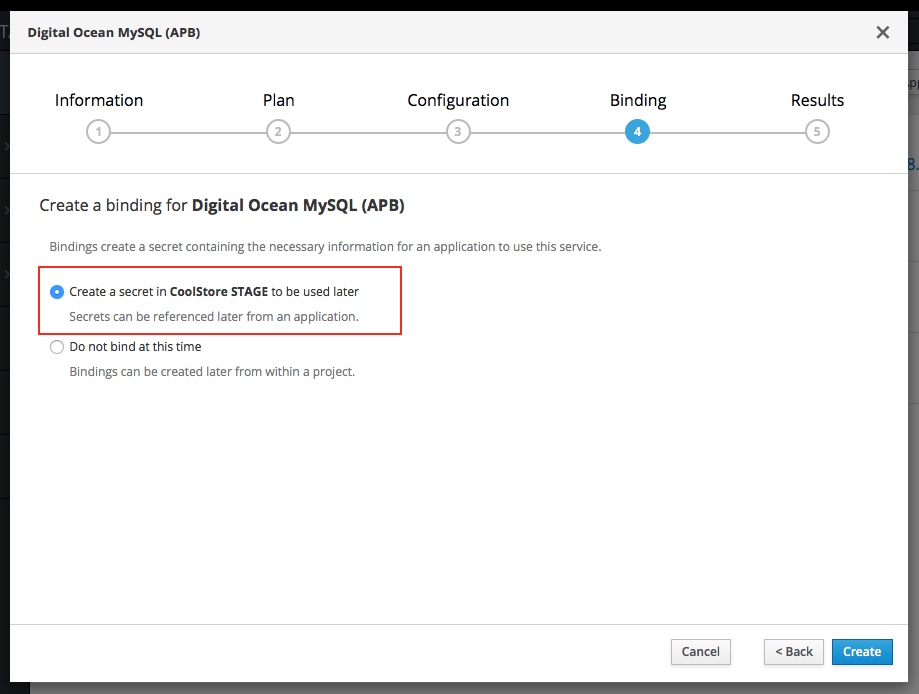 Digital Ocean MySQL (APB)
Information Plan Configuration Binding Results
1 2 3 4 5
Create a binding for Digital Ocean MySQL (APB)
Bindings create a secret containing the necessary information for an application to use this service.
Create a secret in CoolStore STAGE to be used later
Secrets can be referenced later from an application.
Do not bind at this time
Bindings can be created later from within a project.
Cancel < Back Create